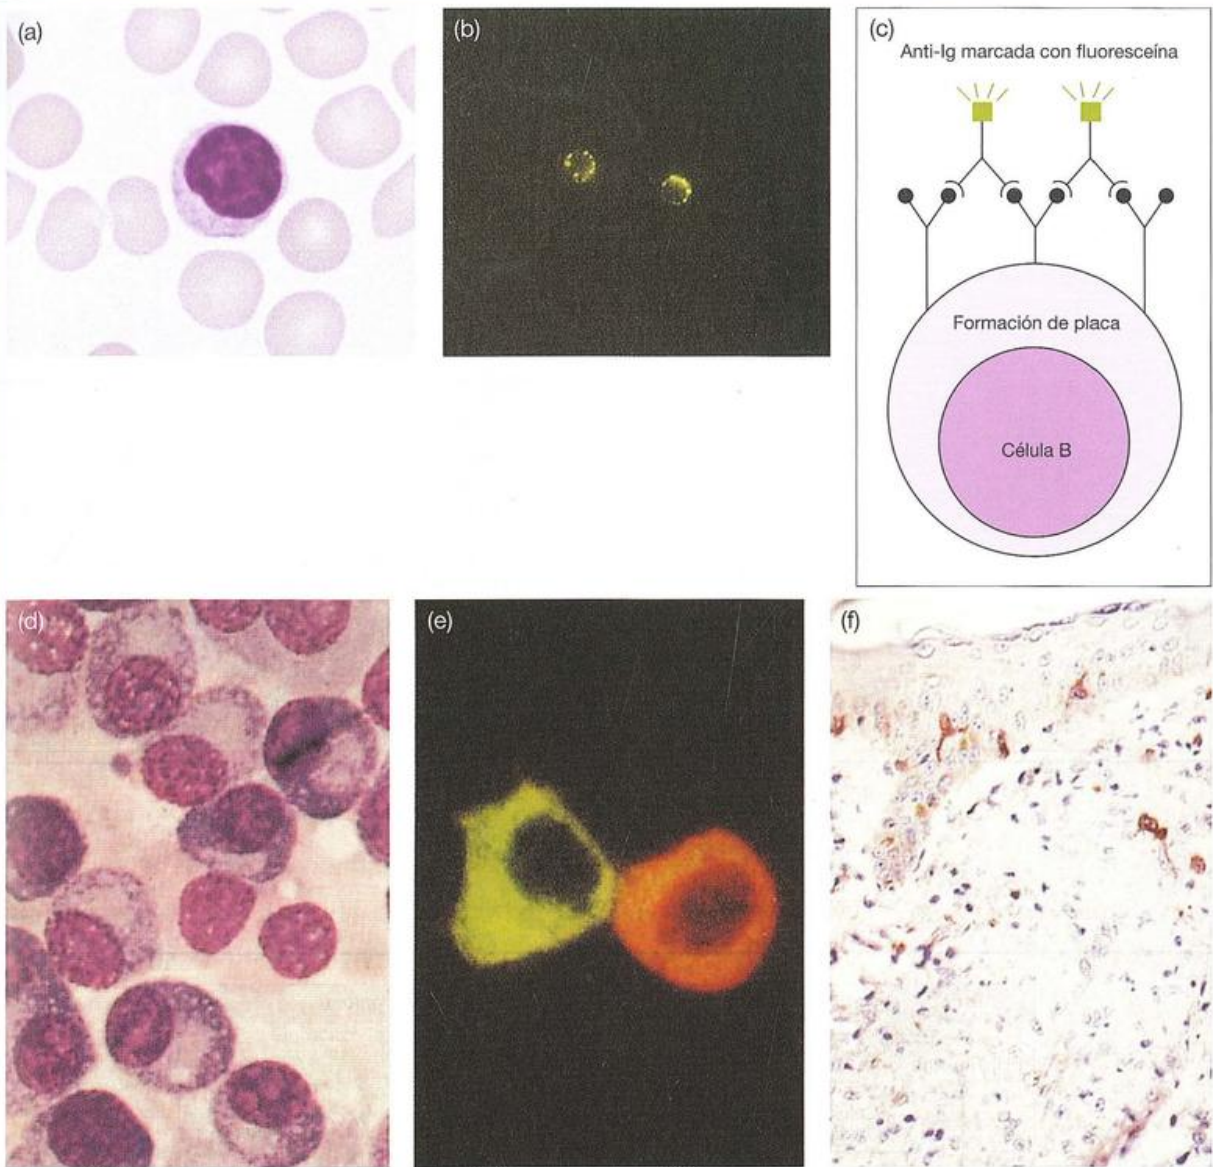 (a)
(b)
(c)
Anti-Ig marcada con fluoresceína
Formación de placa
Célula B
(d)
(e)
(f)